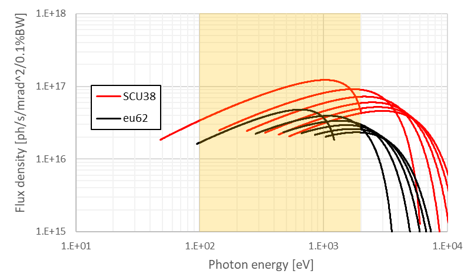 1.E+18
1.E+17
1.E+16
1.E+15
Flux density [ph/s/mrad^2/0.1%BW]
SCU38
eu62
1.E+01 1.E+02 1.E+03 1.E+04
Photon energy [eV]